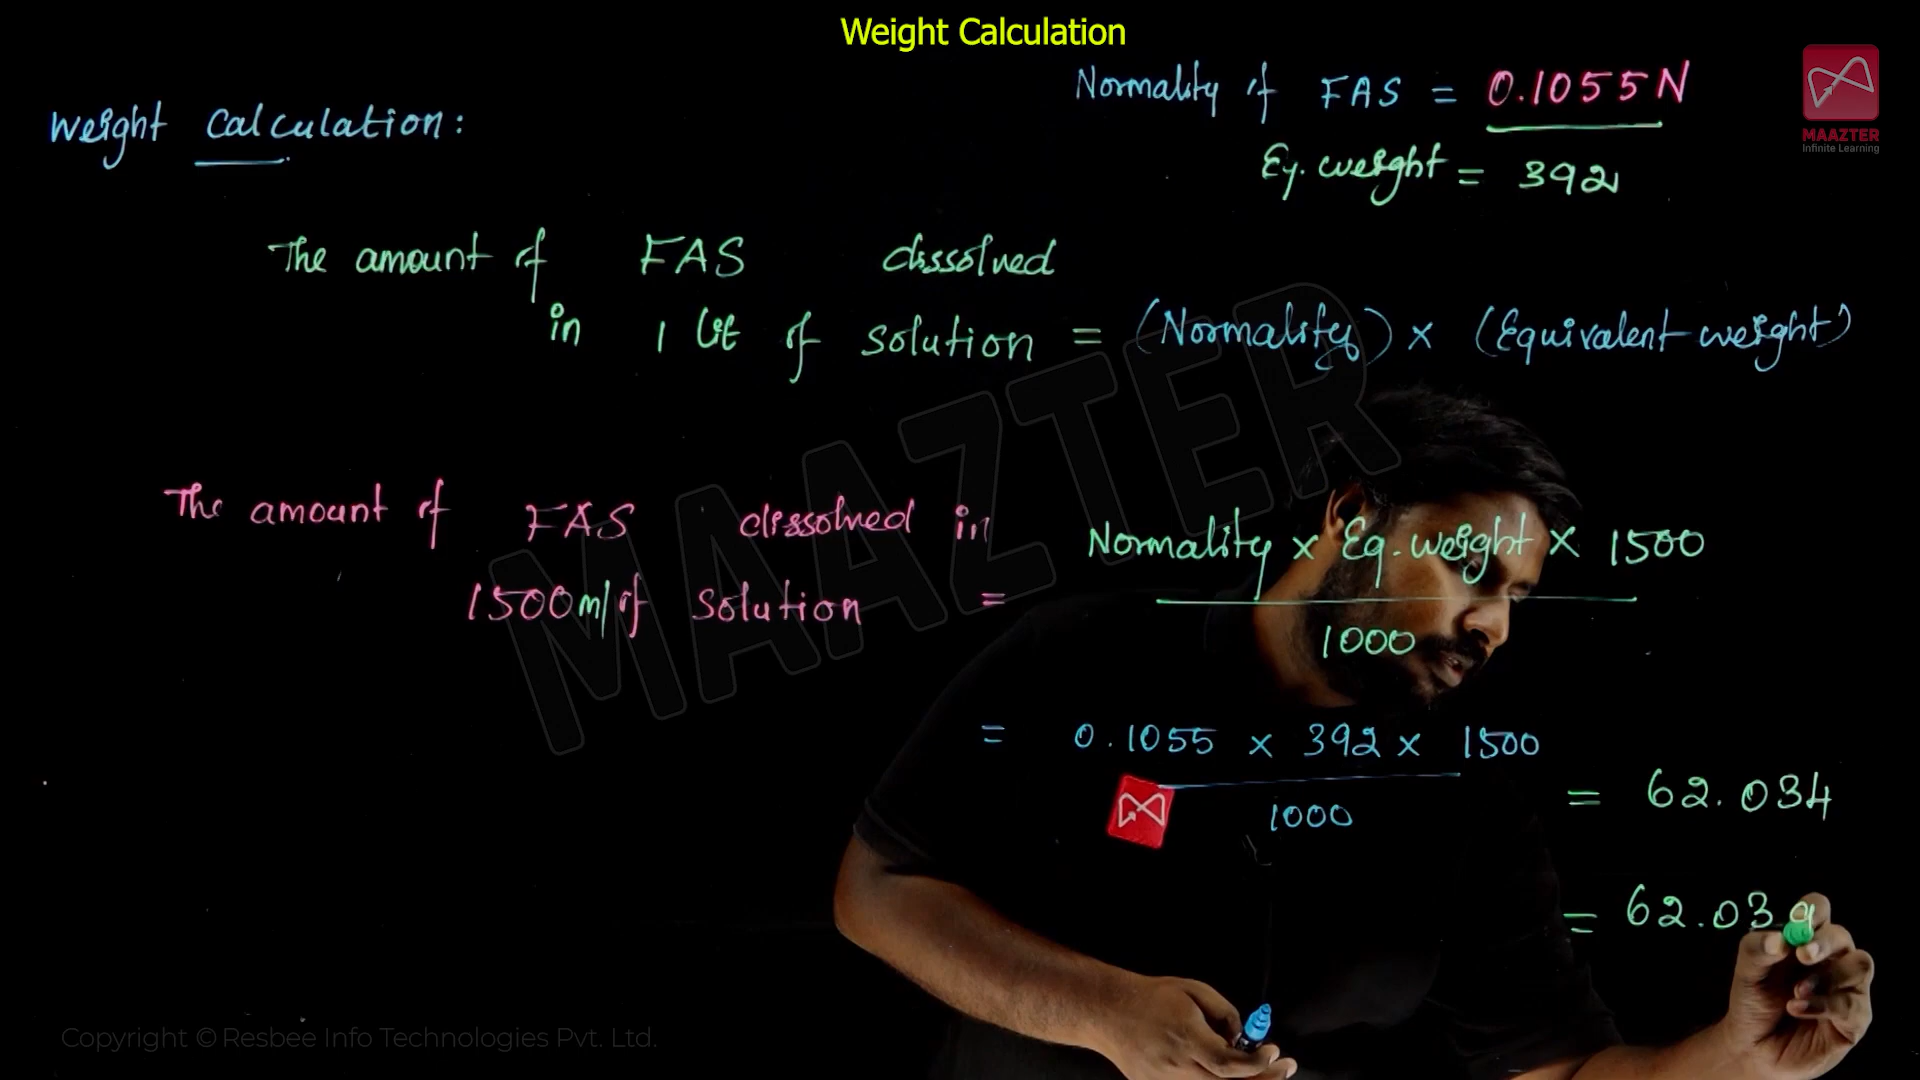 Weight Calculation
Normality of FAS = 0.1055 N
MAAZTER
Infinite Learning
Weight Calculation:
Eq. weight = 392
The amount of FAS dissolved
in 1 lit of solution = (Normality) x (Equivalent weight)
The amount of FAS dissolved in
1500ml of solution = Normality x Eq. weight x 1500
1000
= 0.1055 x 392 x 1500
1000
= 62.034
= 62.03 g
MAAZTER
Copyright © Resbee Info Technologies Pvt. Ltd.